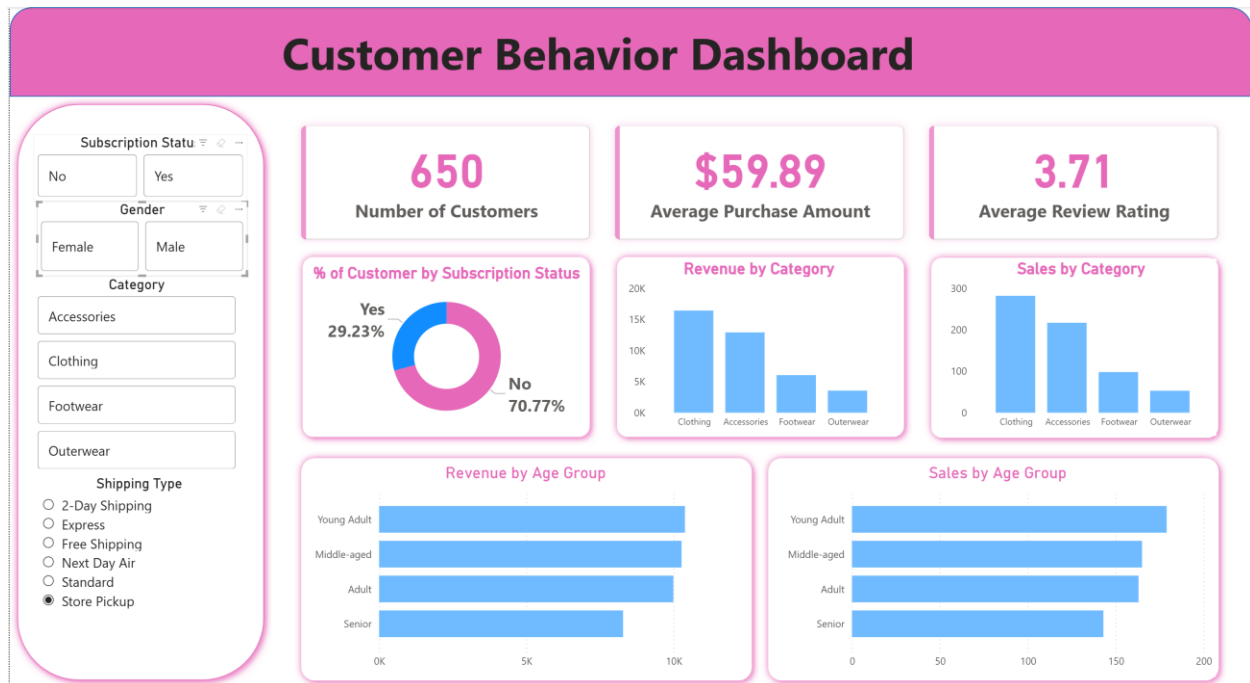 Customer Behavior Dashboard
Subscription Statu
No
Yes
Gender
Female
Male
Category
Accessories
Clothing
Footwear
Outerwear
Shipping Type
2-Day Shipping
Express
Free Shipping
Next Day Air
Standard
Store Pickup
650
Number of Customers
$59.89
Average Purchase Amount
3.71
Average Review Rating
% of Customer by Subscription Status
Yes
29.23%
No
70.77%
Revenue by Category
20K
15K
10K
5K
0K
Clothing Accessories Footwear Outerwear
Sales by Category
300
200
100
0
Clothing Accessories Footwear Outerwear
Revenue by Age Group
Young Adult
Middle-aged
Adult
Senior
0K 5K 10K
Sales by Age Group
Young Adult
Middle-aged
Adult
Senior
0 50 100 150 200